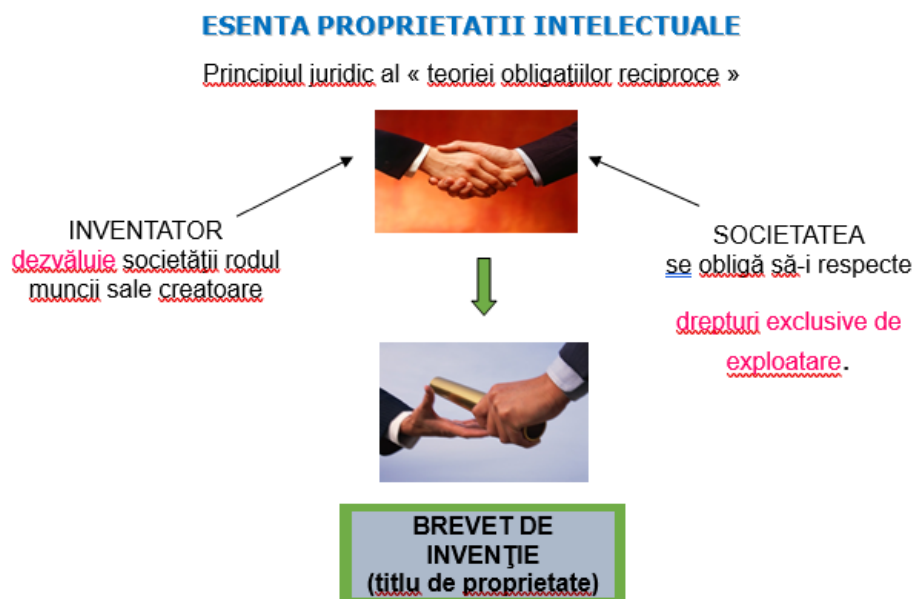 ESENTA PROPRIETATII INTELECTUALE
Principiul juridic al « teoriei obligaţiilor reciproce »
INVENTATOR
dezvăluie societăţii rodul
muncii sale creatoare
SOCIETATEA
se obligă să-i respecte
drepturi exclusive de
exploatare.
BREVET DE
INVENŢIE
(titlu de proprietate)